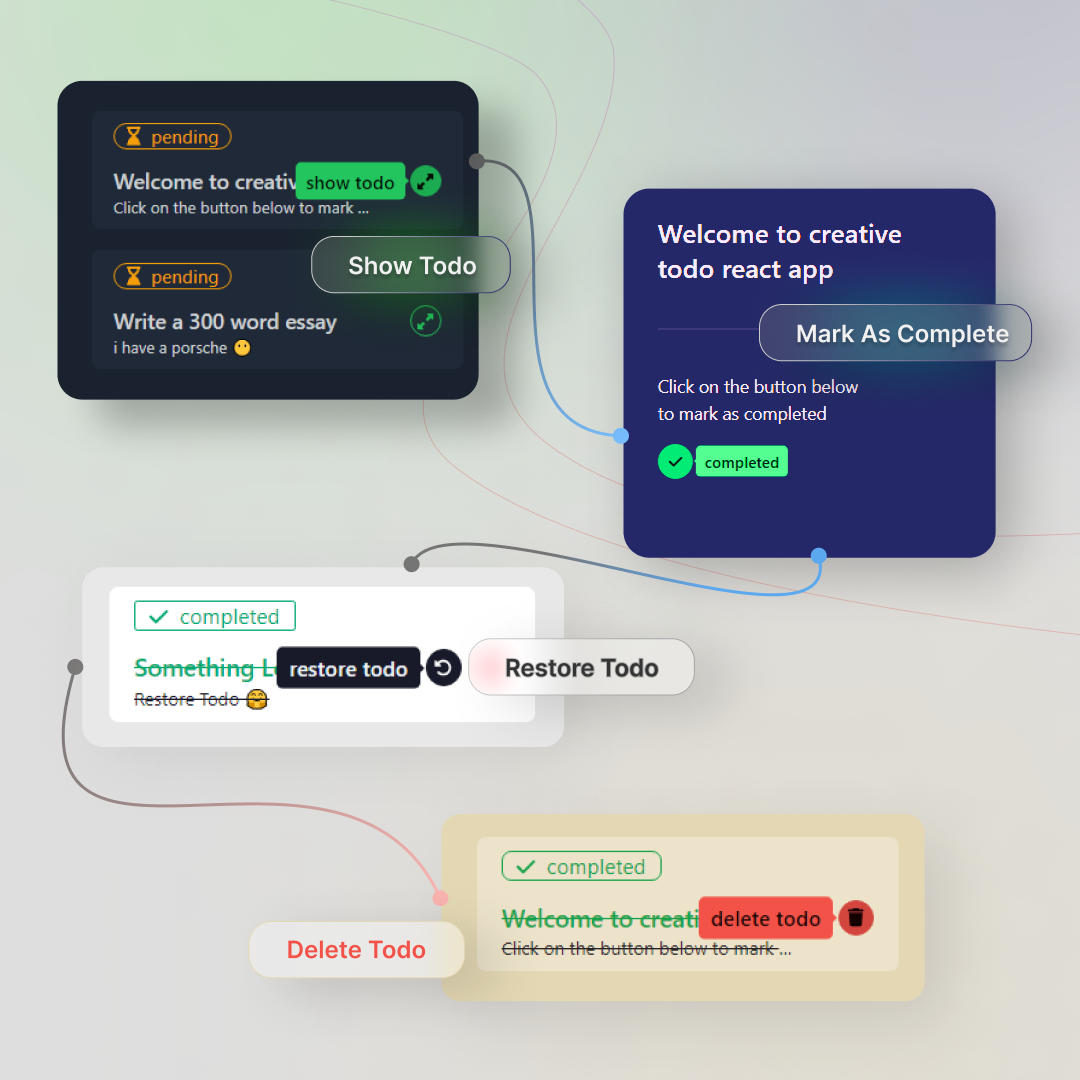 pending
Welcome to creativ
show todo
Click on the button below to mark ...
Show Todo
pending
Write a 300 word essay
i have a porsche 😶
Welcome to creative
todo react app
Mark As Complete
Click on the button below
to mark as completed
completed
completed
Something L
restore todo
Restore Todo
Restore Todo 🤗
completed
Welcome to creati
delete todo
Click on the button below to mark ...
Delete Todo